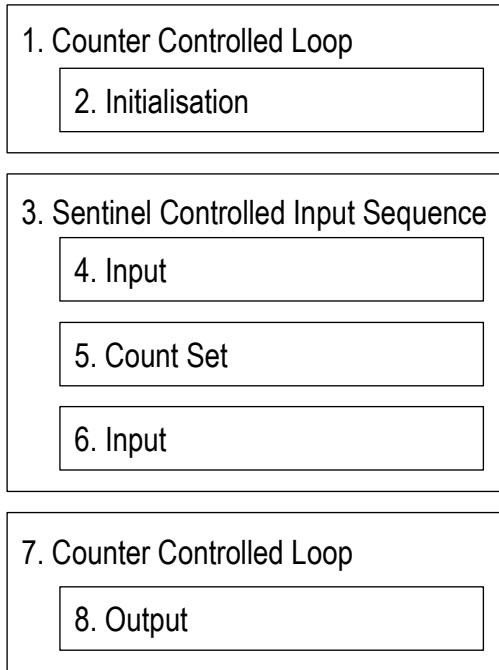 1. Counter Controlled Loop
2. Initialisation
3. Sentinel Controlled Input Sequence
4. Input
5. Count Set
6. Input
7. Counter Controlled Loop
8. Output